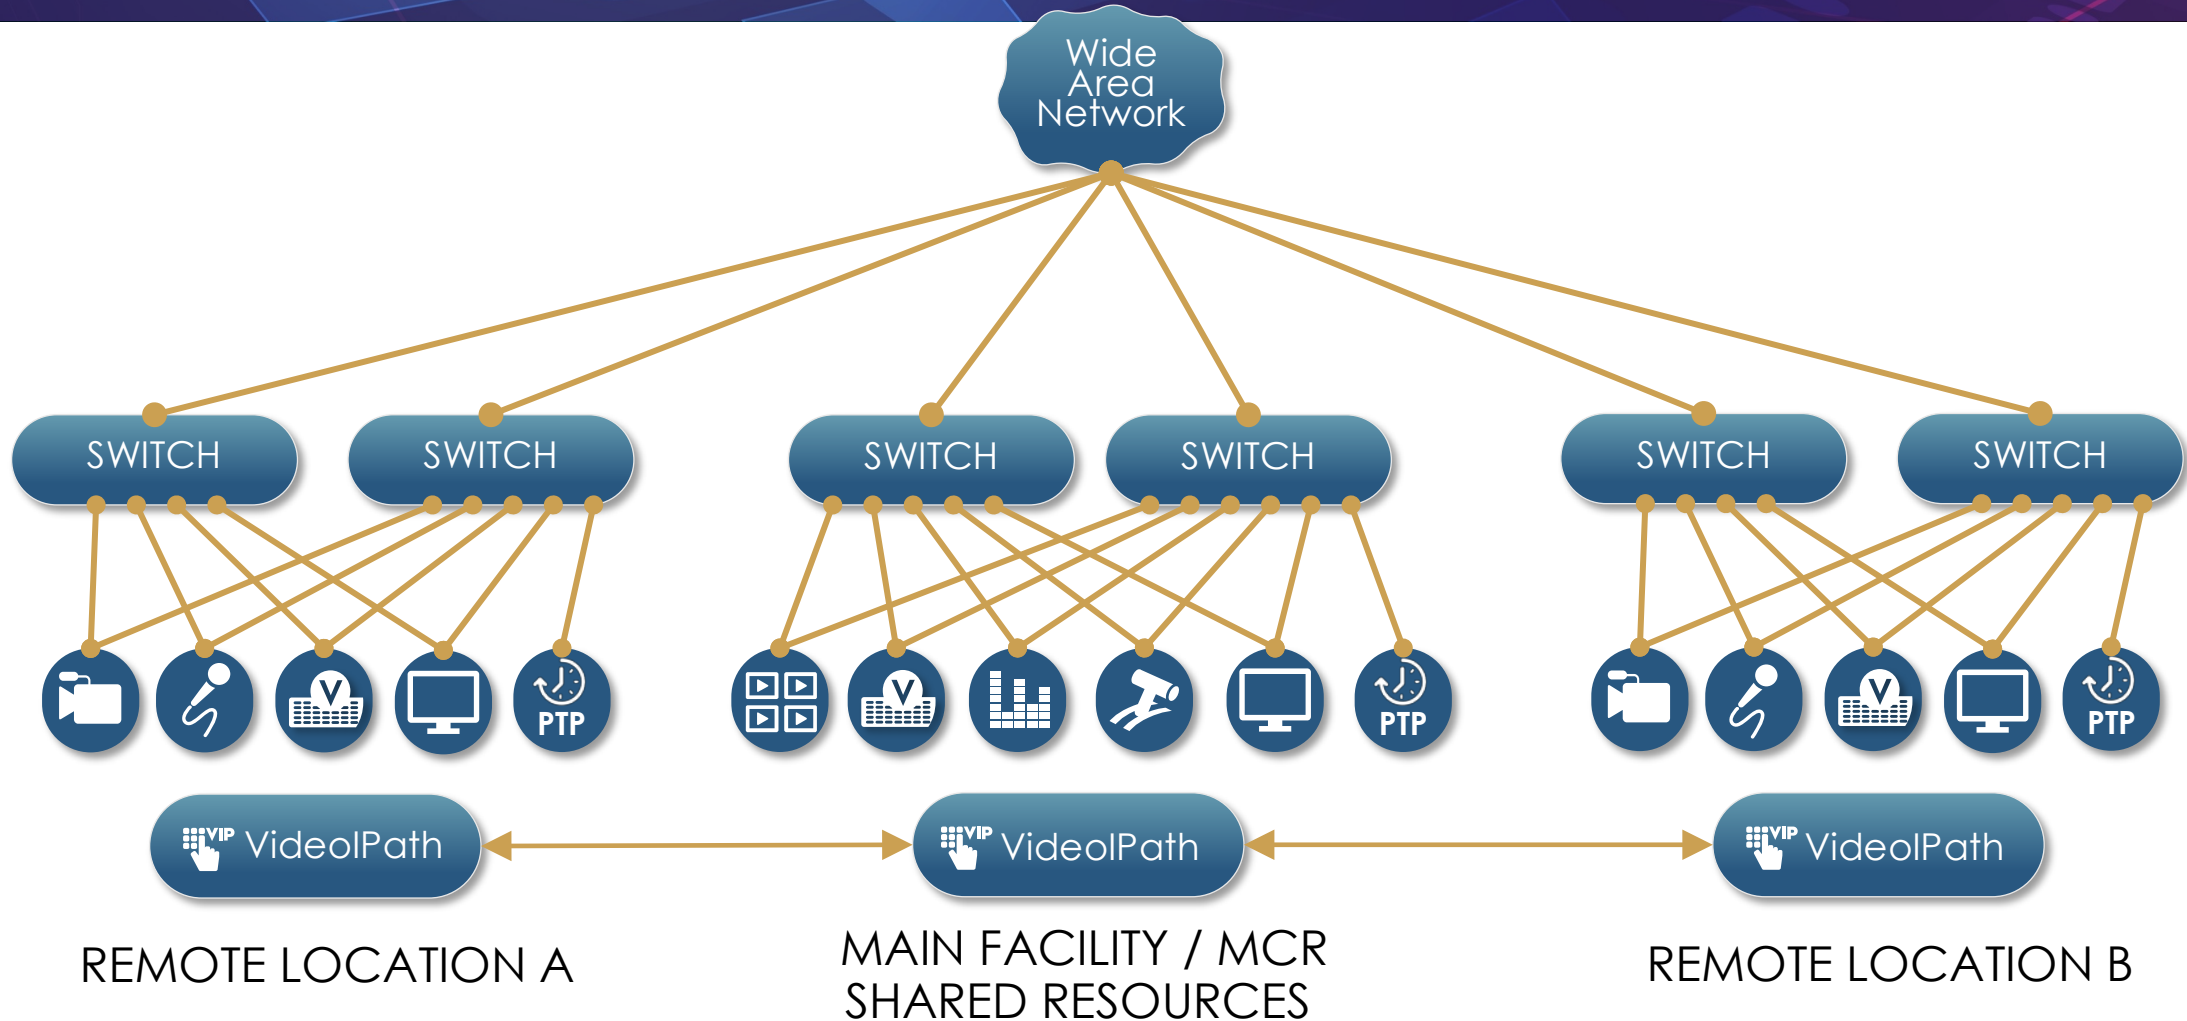 Wide
Area
Network
SWITCH
SWITCH
SWITCH
SWITCH
SWITCH
SWITCH
V
PTP
V
PTP
V
PTP
VIP VideoIPath
VIP VideoIPath
VIP VideoIPath
REMOTE LOCATION A
MAIN FACILITY / MCR
SHARED RESOURCES
REMOTE LOCATION B